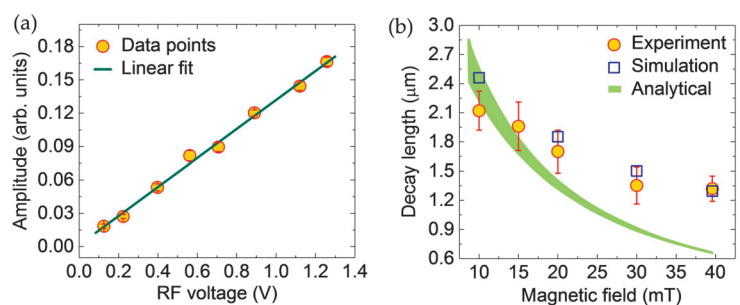 (a)
Data points
Linear fit
Amplitude (arb. units)
0.18
0.15
0.12
0.09
0.06
0.03
0.00
0.0 0.2 0.4 0.6 0.8 1.0 1.2 1.4
RF voltage (V)
(b)
Experiment
Simulation
Analytical
Decay length (μm)
3.0
2.7
2.4
2.1
1.8
1.5
1.2
0.9
0.6
10 15 20 25 30 35 40
Magnetic field (mT)